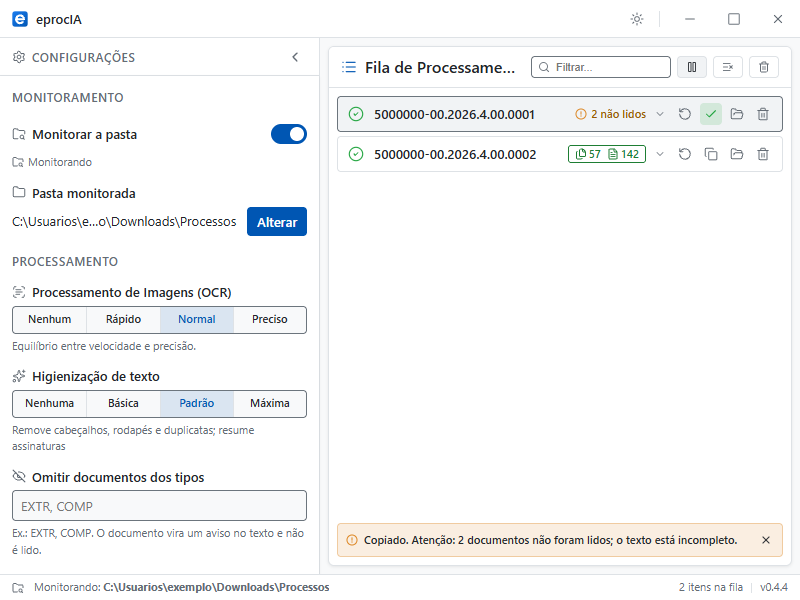 eprocIA
CONFIGURAÇÕES
MONITORAMENTO
Monitorar a pasta
Monitorando
Pasta monitorada
C:\Usuarios\e...o\Downloads\Processos
Alterar
PROCESSAMENTO
Processamento de Imagens (OCR)
Nenhum Rápido Normal Preciso
Equilíbrio entre velocidade e precisão.
Higienização de texto
Nenhuma Básica Padrão Máxima
Remove cabeçalhos, rodapés e duplicatas; resume
assinaturas
Omitir documentos dos tipos
EXTR, COMP
Ex.: EXTR, COMP. O documento vira um aviso no texto e não
é lido.
Fila de Processame...
Filtrar...
5000000-00.2026.4.00.0001 2 não lidos
5000000-00.2026.4.00.0002 57 142
Copiado. Atenção: 2 documentos não foram lidos; o texto está incompleto.
Monitorando: C:\Usuarios\exemplo\Downloads\Processos
2 itens na fila v0.4.4